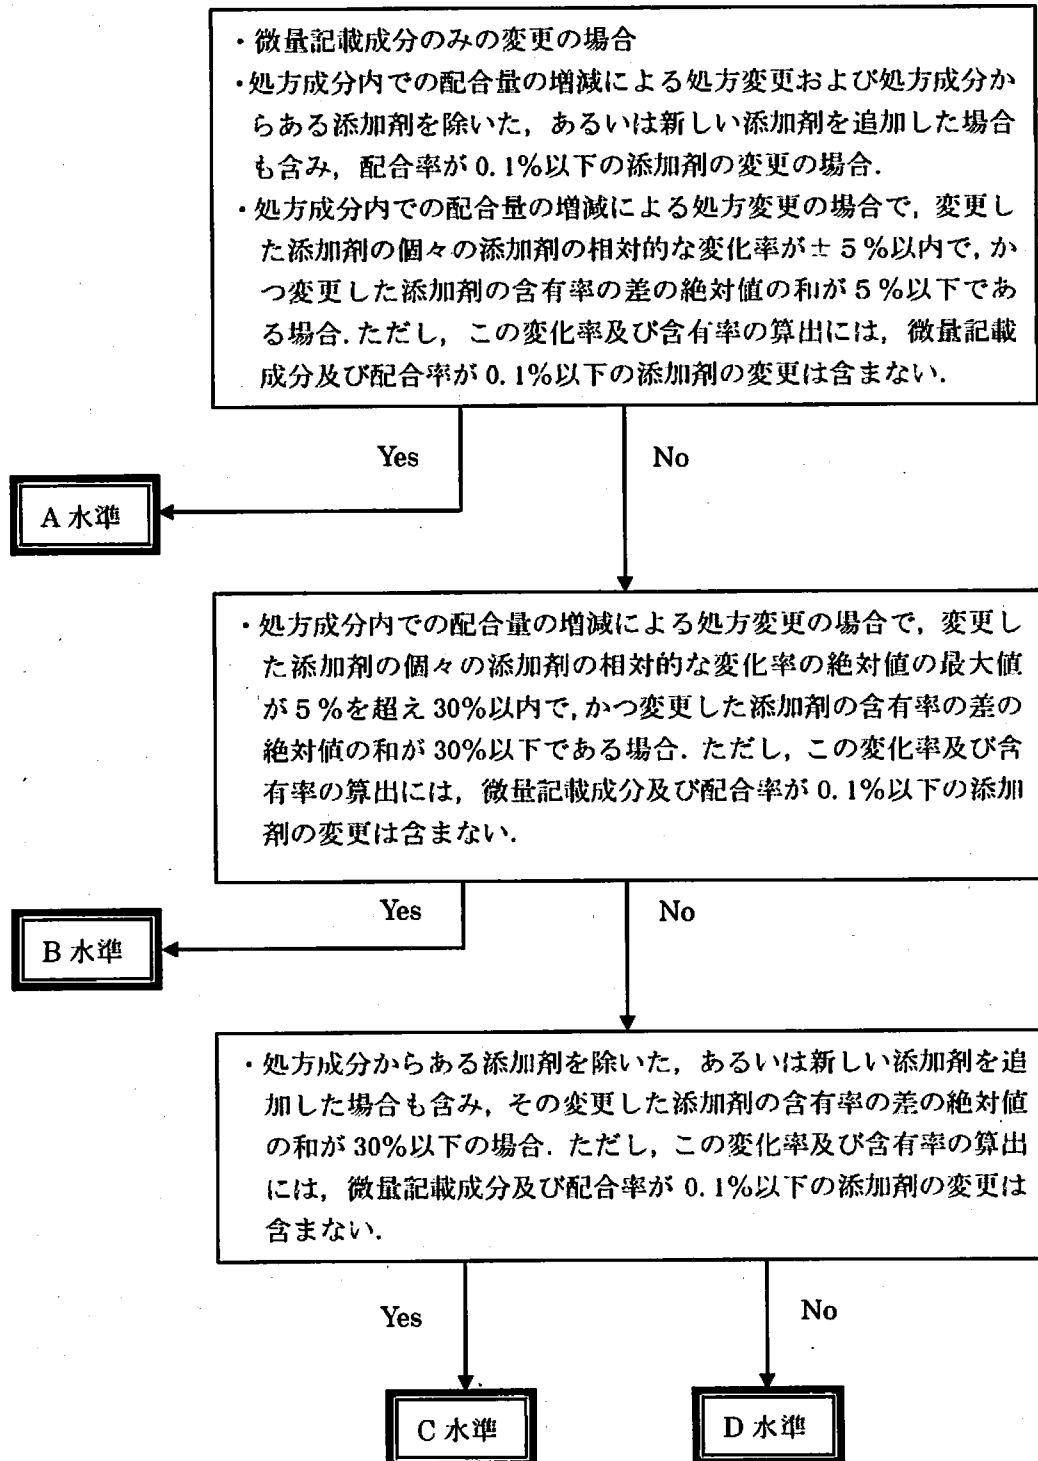 ・微量記載成分のみの変更の場合
・処方成分内での配合量の増減による処方変更および処方成分か
らある添加剤を除いた，あるいは新しい添加剤を追加した場合
も含み，配合率が 0.1%以下の添加剤の変更の場合．
・処方成分内での配合量の増減による処方変更の場合で，変更し
た添加剤の個々の添加剤の相対的な変化率が±5%以内で，か
つ変更した添加剤の含有率の差の絶対値の和が 5%以下であ
る場合．ただし，この変化率及び含有率の算出には，微量記載
成分及び配合率が 0.1%以下の添加剤の変更は含まない．
Yes
No
A 水準
・処方成分内での配合量の増減による処方変更の場合で，変更し
た添加剤の個々の添加剤の相対的な変化率の絶対値の最大値
が 5%を超え 30%以内で，かつ変更した添加剤の含有率の差の
絶対値の和が 30%以下である場合．ただし，この変化率及び含
有率の算出には，微量記載成分及び配合率が 0.1%以下の添加
剤の変更は含まない．
Yes
No
B 水準
・処方成分からある添加剤を除いた，あるいは新しい添加剤を追
加した場合も含み，その変更した添加剤の含有率の差の絶対値
の和が 30%以下の場合．ただし，この変化率及び含有率の算出
には，微量記載成分及び配合率が 0.1%以下の添加剤の変更は
含まない．
Yes
No
C 水準
D 水準